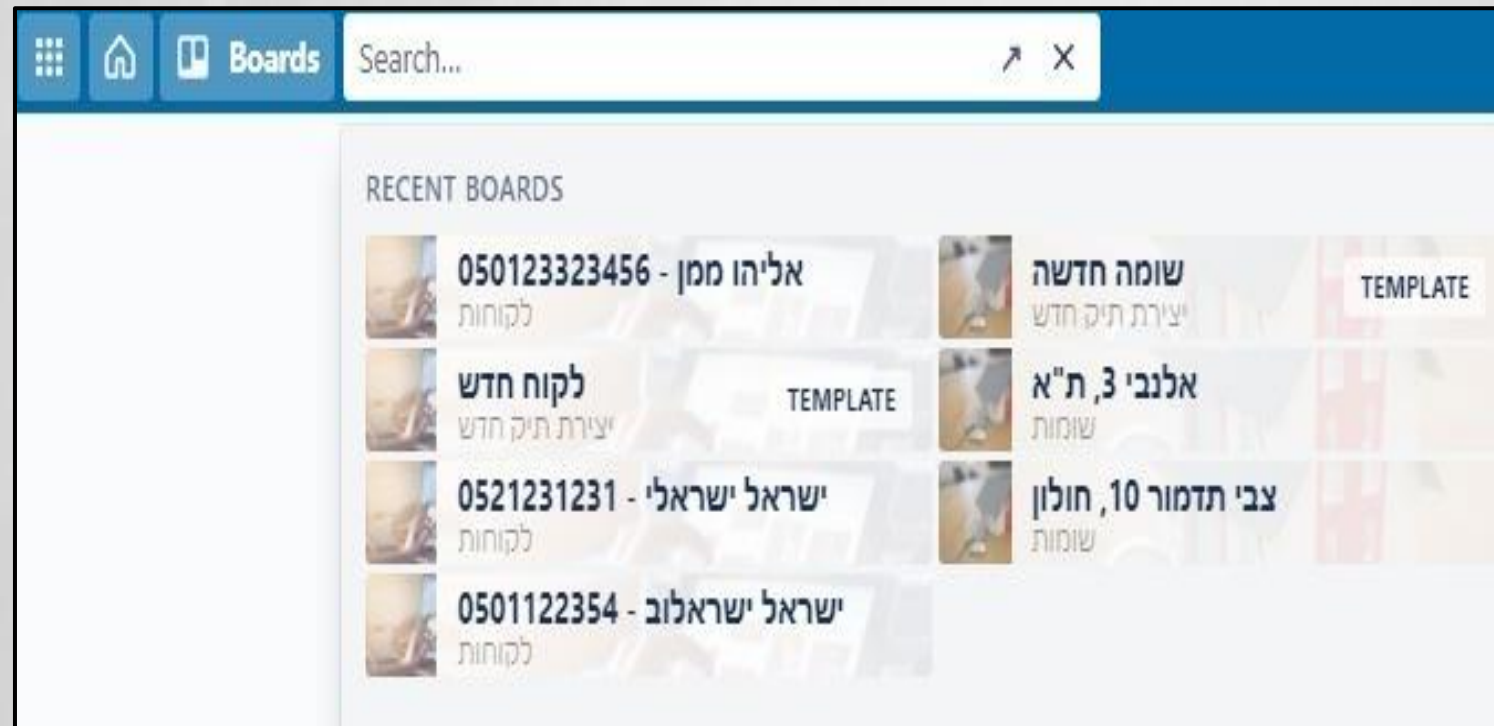 Boards
Search...
RECENT BOARDS
אליהו ממן - 050123323456
לקוחות
שומה חדשה
יצירת תיק חדש
TEMPLATE
לקוח חדש
יצירת תיק חדש
TEMPLATE
אלנבי 3, ת"א
שומות
ישראל ישראלי - 0521231231
לקוחות
צבי תדמור 10, חולון
שומות
ישראל ישראלוב - 0501122354
לקוחות